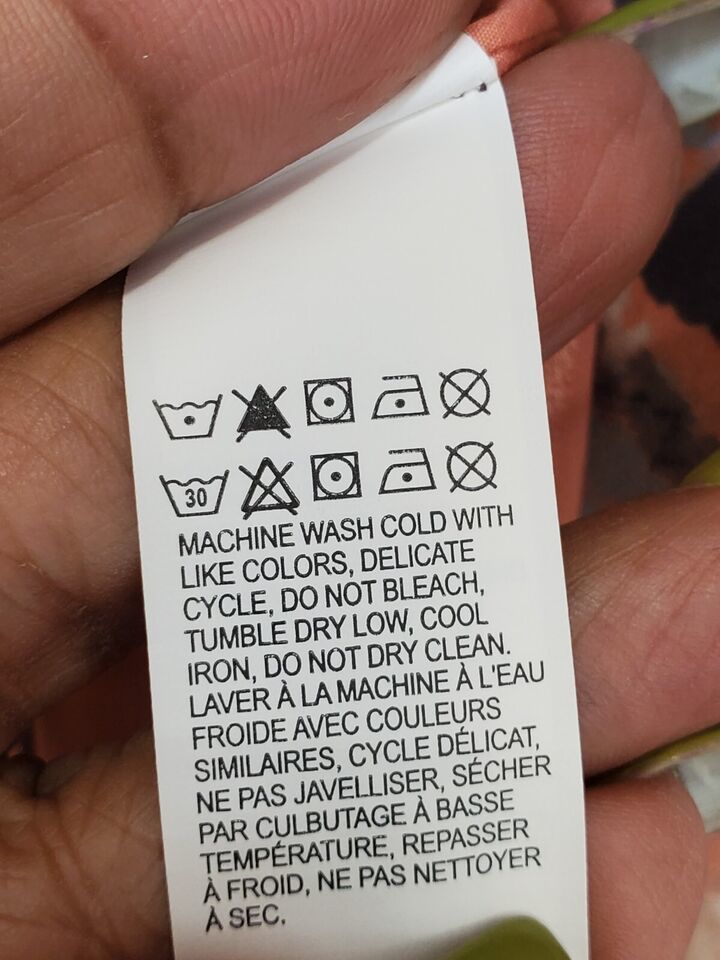 30
MACHINE WASH COLD WITH
LIKE COLORS, DELICATE
CYCLE, DO NOT BLEACH,
TUMBLE DRY LOW, COOL
IRON, DO NOT DRY CLEAN.
LAVER À LA MACHINE À L'EAU
FROIDE AVEC COULEURS
SIMILAIRES, CYCLE DÉLICAT,
NE PAS JAVELLISER, SÉCHER
PAR CULBUTAGE À BASSE
TEMPÉRATURE, REPASSER
À FROID, NE PAS NETTOYER
À SEC.